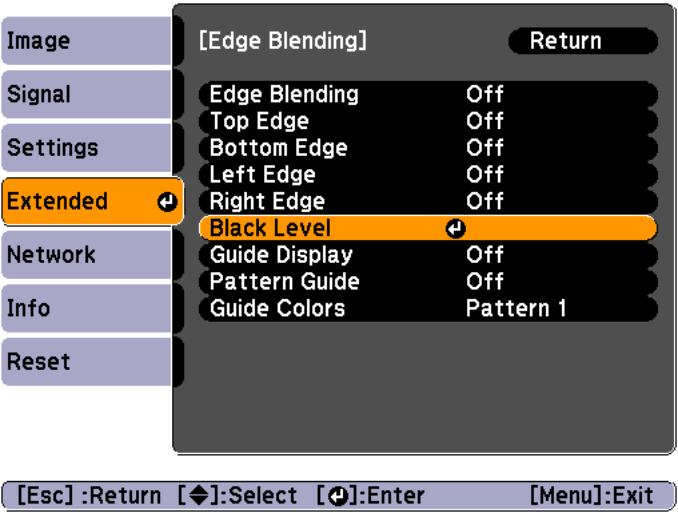 Image
Signal
Settings
Extended
Network
Info
Reset
[Edge Blending] Return
Edge Blending Off
Top Edge Off
Bottom Edge Off
Left Edge Off
Right Edge Off
Black Level
Guide Display Off
Pattern Guide Off
Guide Colors Pattern 1
[Esc] :Return [◆]:Select [⏎]:Enter [Menu]:Exit